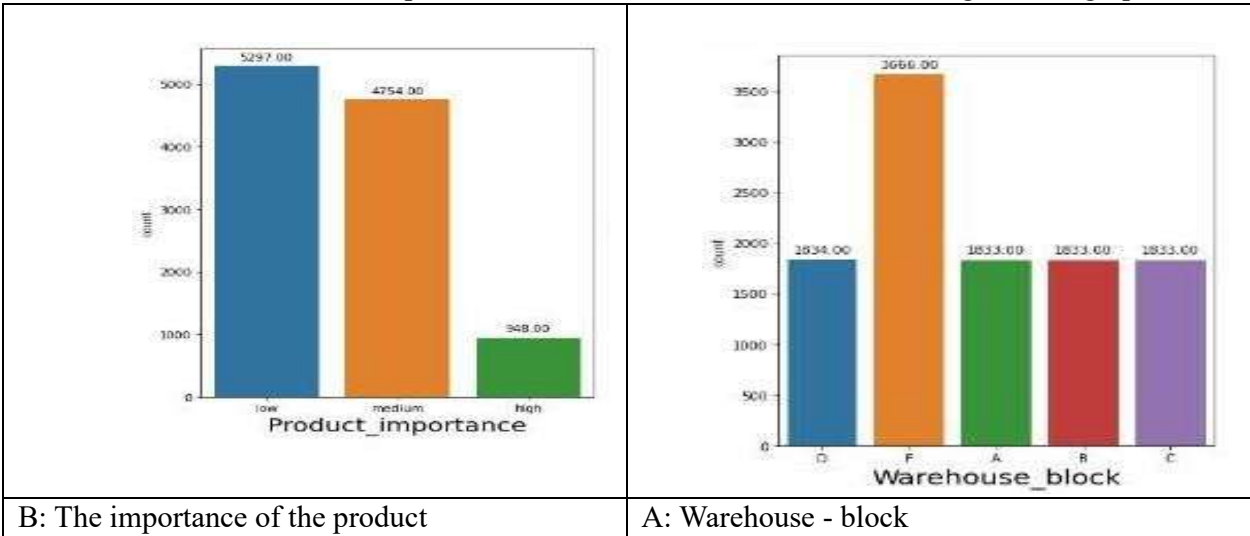 5297.00
4754.00
948.00
5000
4000
3000
2000
1000
0
count
low
medium
high
Product_importance
3666.00
1834.00
1833.00
1833.00
1833.00
3500
3000
2500
2000
1500
1000
500
0
count
D
F
A
B
C
Warehouse_block
B: The importance of the product
A: Warehouse - block